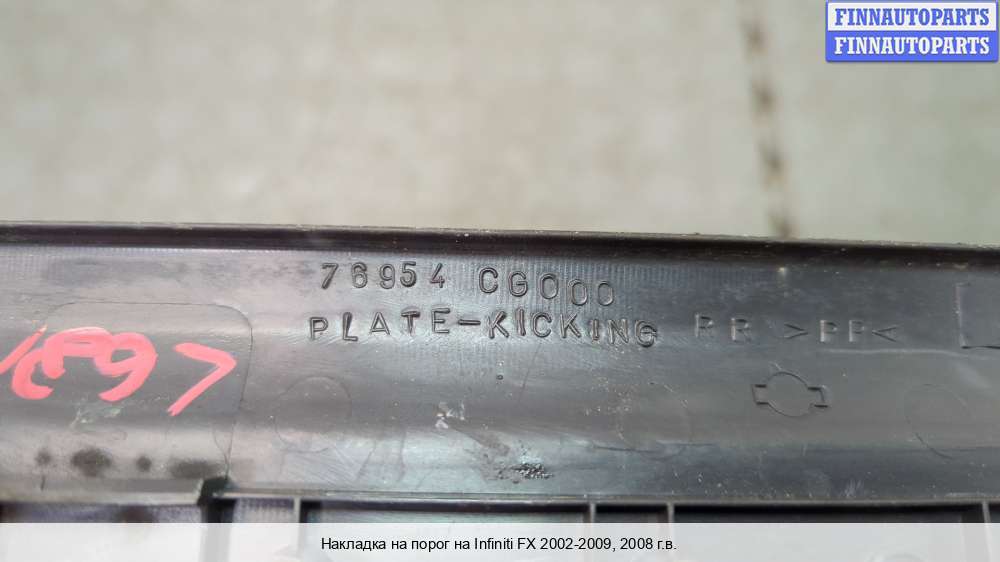 FINNAUTOPARTS
FINNAUTOPARTS
76954 CG000
PLATE-KICKING RR >PP<
Накладка на порог на Infiniti FX 2002-2009, 2008 г.в.